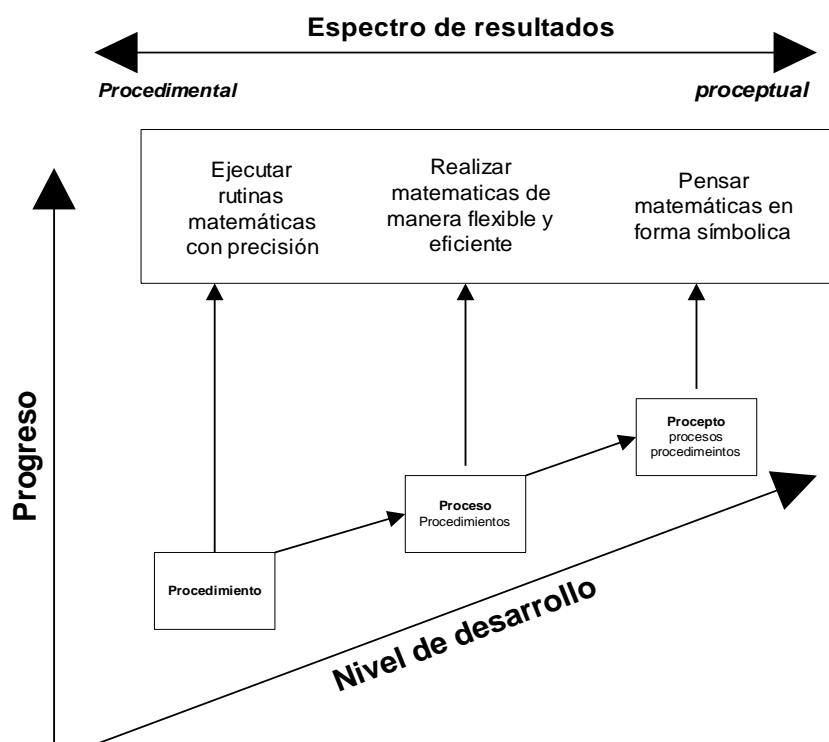 Espectro de resultados
Procedimental
proceptual
Ejecutar
rutinas
matemáticas
con precisión
Realizar
matematicas de
manera flexible y
eficiente
Pensar
matemáticas en
forma símbolica
Progreso
Procepto
procesos
procedimeintos
Proceso
Procedimientos
Procedimiento
Nivel de desarrollo